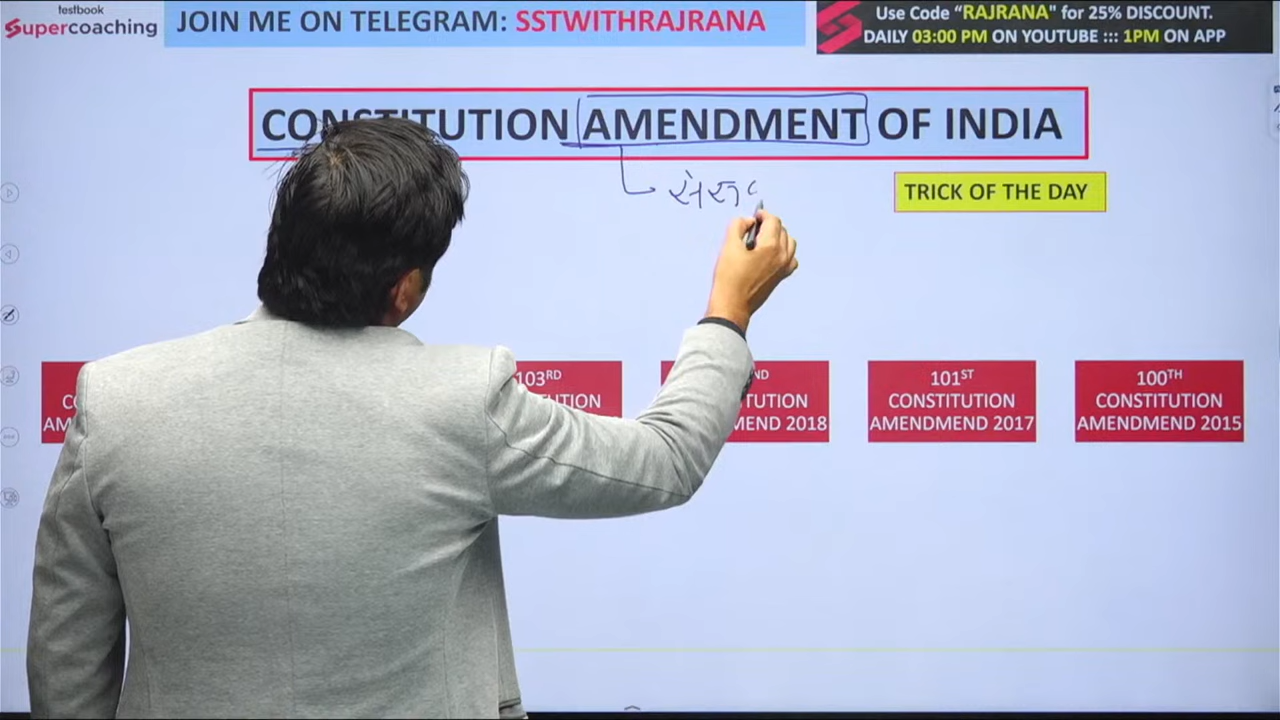 testbook
Supercoaching
JOIN ME ON TELEGRAM: SSTWITHRAJRANA
Use Code “RAJRANA" for 25% DISCOUNT.
DAILY 03:00 PM ON YOUTUBE ::: 1PM ON APP
CONSTITUTION AMENDMENT OF INDIA
TRICK OF THE DAY
103RD
101ST
CONSTITUTION
AMENDMEND 2017
100TH
CONSTITUTION
AMENDMEND 2015
2018